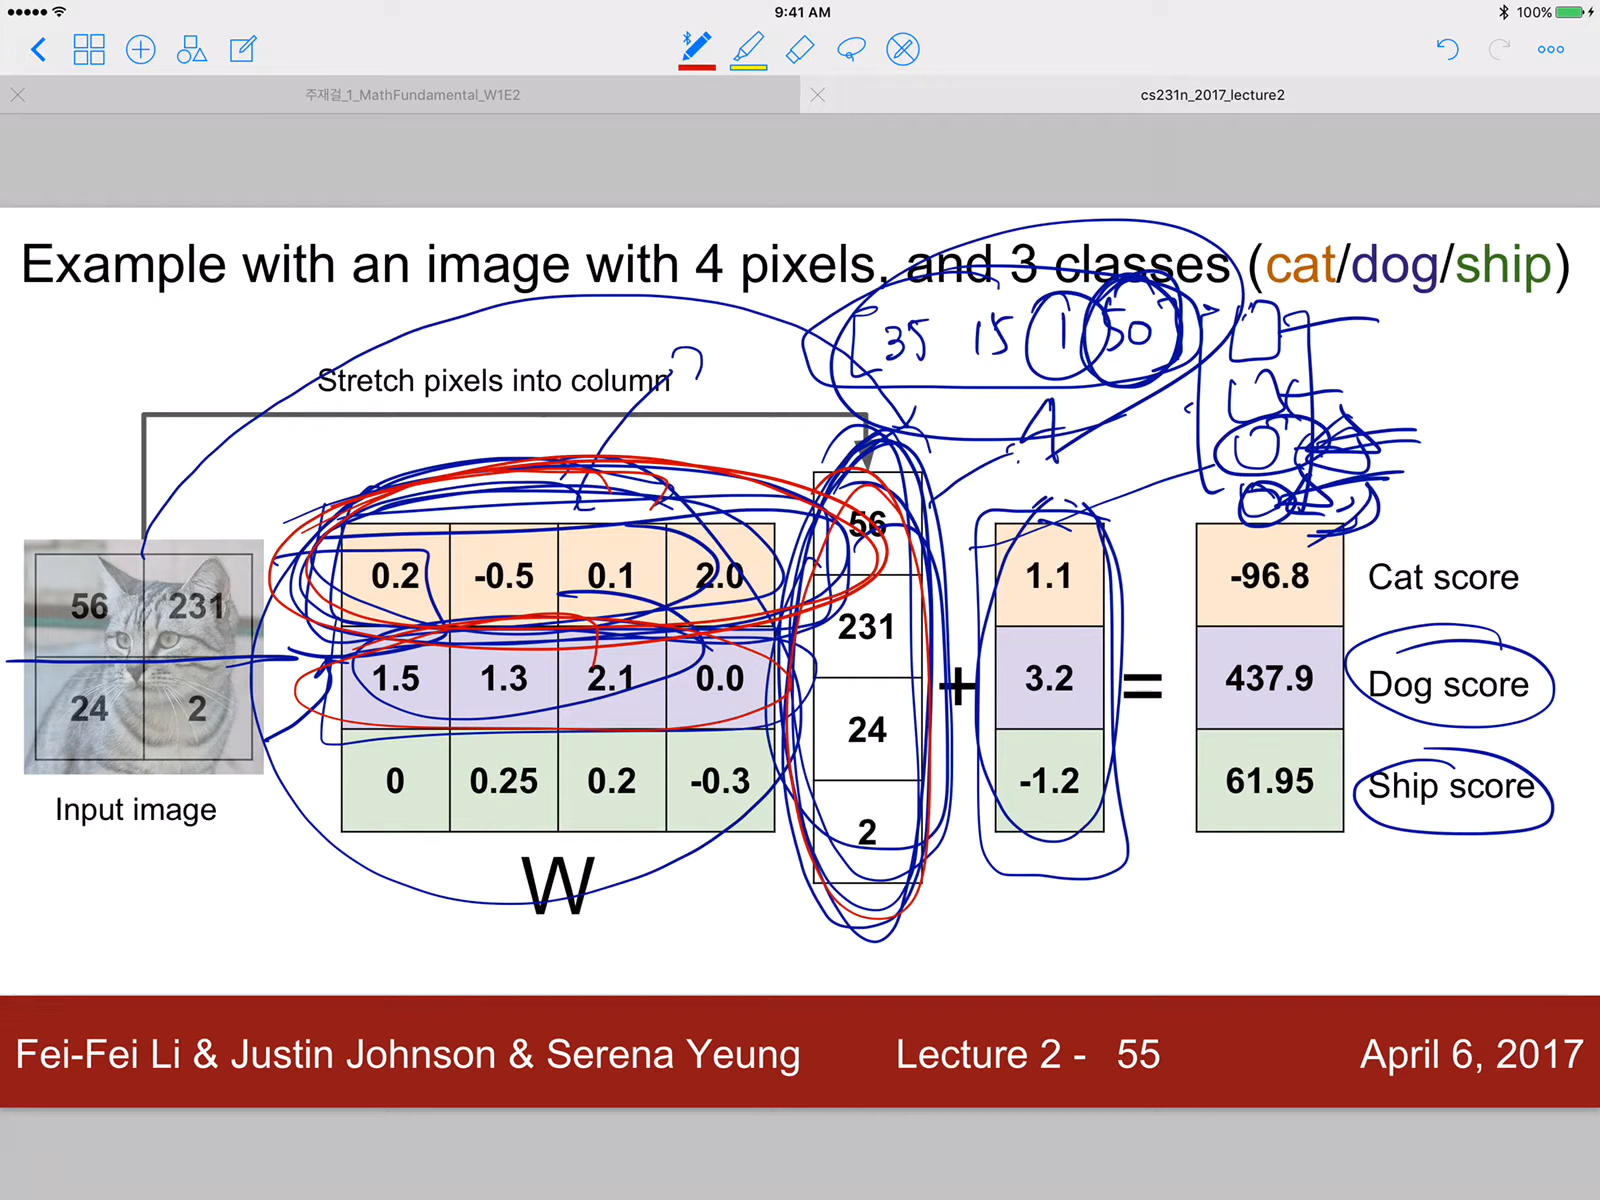 9:41 AM
100%
주재걸_1_MathFundamental_W1E2
cs231n_2017_lecture2
Example with an image with 4 pixels, and 3 classes (cat/dog/ship)
35 15 1 50
Stretch pixels into column
A
56
56 231
24 2
0.2 -0.5 0.1 2.0
1.5 1.3 2.1 0.0
0 0.25 0.2 -0.3
231
24
2
+
1.1
3.2
-1.2
=
-96.8 Cat score
437.9 Dog score
61.95 Ship score
Input image
W
Fei-Fei Li & Justin Johnson & Serena Yeung Lecture 2 - 55 April 6, 2017